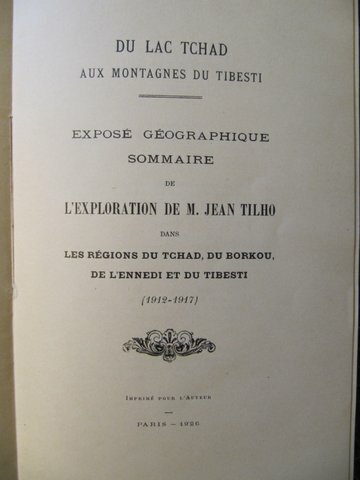 DU LAC TCHAD
AUX MONTAGNES DU TIBESTI
EXPOSÉ GÉOGRAPHIQUE
SOMMAIRE
DE
L'EXPLORATION DE M. JEAN TILHO
DANS
LES RÉGIONS DU TCHAD, DU BORKOU,
DE L'ENNEDI ET DU TIBESTI
(1912-1917)
IMPRIMÉ POUR L'AUTEUR
PARIS — 1926